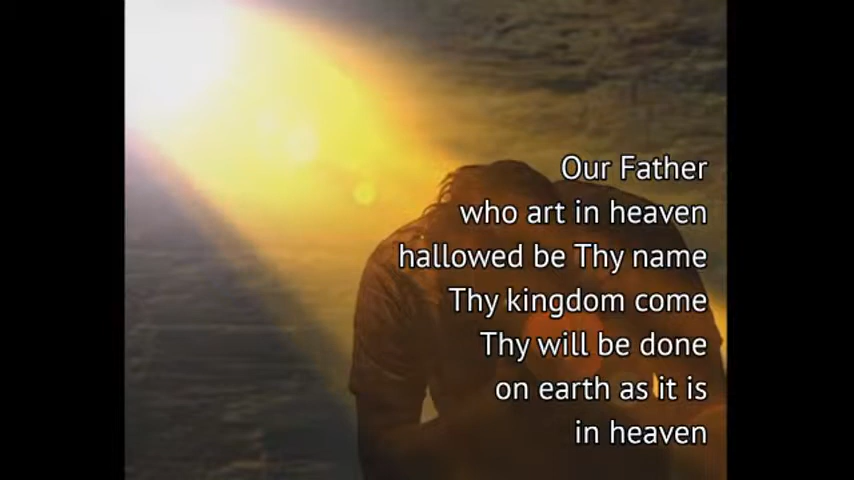 Our Father
who art in heaven
hallowed be Thy name
Thy kingdom come
Thy will be done
on earth as it is
in heaven